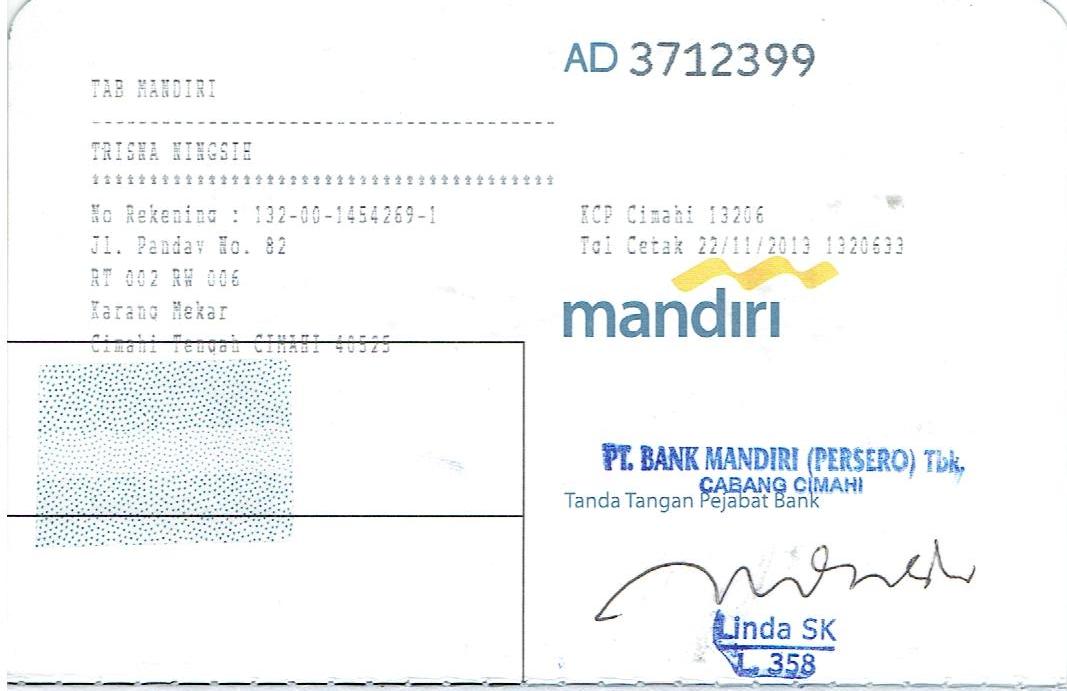 AD 3712399
TAB MANDIRI
---------------------------------------
TRISNA NINGSIH
***************************************
No Rekening : 132-00-1454269-1
Jl. Pandav No. 82
RT 002 RW 006
Karang Mekar
Cimahi Tengah CIMAHI 40525
KCP Cimahi 13206
Tgl Cetak 22/11/2013 1320633
mandırı
PT. BANK MANDIRI (PERSERO) Tbk,
CABANG CIMAHI
Tanda Tangan Pejabat Bank
Linda SK
L. 358